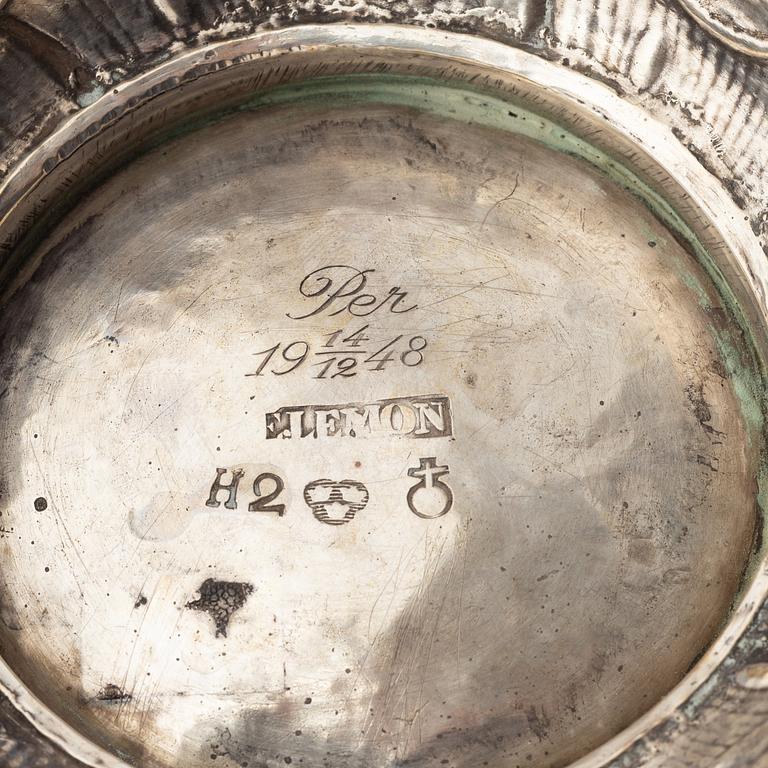 Per
19 14/12 48
F.LEMON
H2